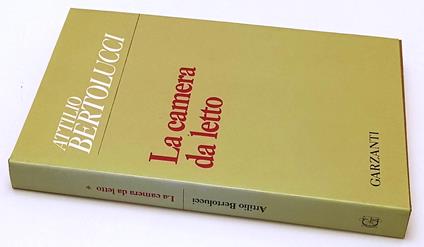 ATTILIO
BERTOLUCCI
La camera
da letto
GARZANTI
Attilio Bertolucci
La camera da letto *